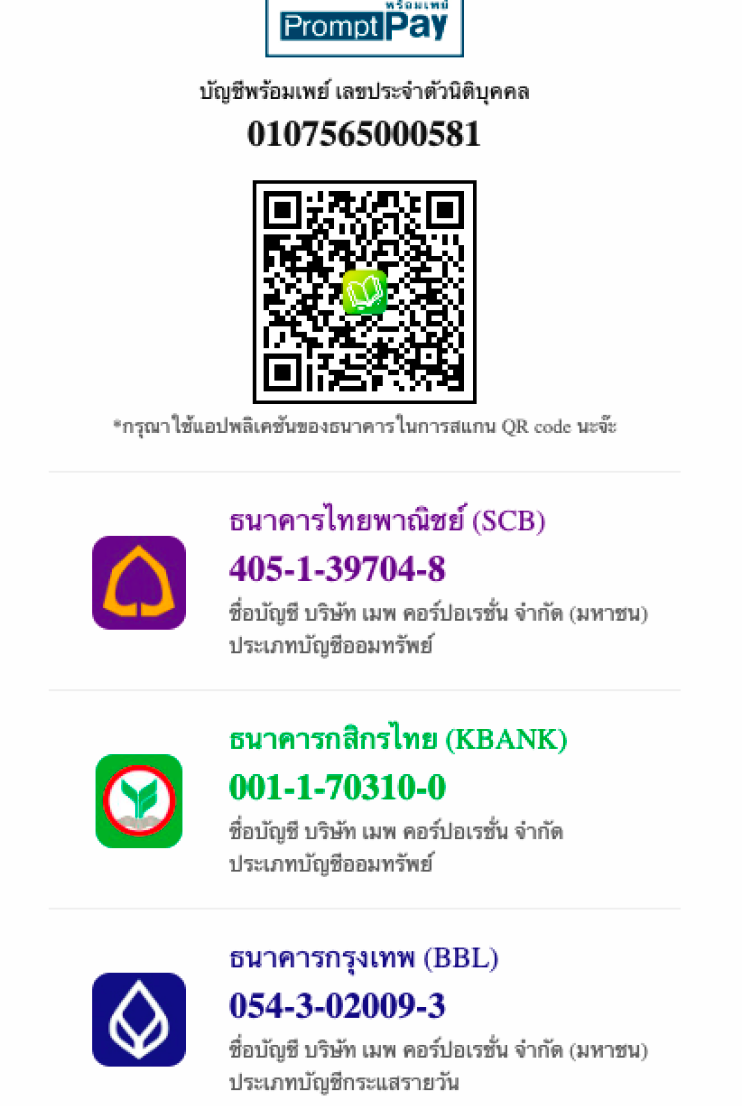 พร้อมเพย์
Prompt Pay
บัญชีพร้อมเพย์ เลขประจำตัวนิติบุคคล
0107565000581
*กรุณาใช้แอปพลิเคชันของธนาคารในการสแกน QR code นะจ๊ะ
ธนาคารไทยพาณิชย์ (SCB)
405-1-39704-8
ชื่อบัญชี บริษัท เมพ คอร์ปอเรชั่น จำกัด (มหาชน)
ประเภทบัญชีออมทรัพย์
ธนาคารกสิกรไทย (KBANK)
001-1-70310-0
ชื่อบัญชี บริษัท เมพ คอร์ปอเรชั่น จำกัด
ประเภทบัญชีออมทรัพย์
ธนาคารกรุงเทพ (BBL)
054-3-02009-3
ชื่อบัญชี บริษัท เมพ คอร์ปอเรชั่น จำกัด (มหาชน)
ประเภทบัญชีกระแสรายวัน